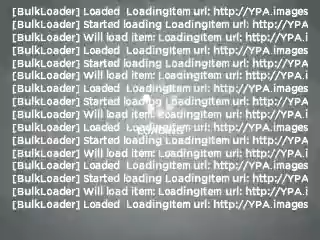 [BulkLoader] Loaded LoadingItem url: http://YPA.images
[BulkLoader] Started loading LoadingItem url: http://YPA
[BulkLoader] Will load item: LoadingItem url: http://YPA.i
[BulkLoader] Loaded LoadingItem url: http://YPA.images
[BulkLoader] Started loading LoadingItem url: http://YPA
[BulkLoader] Will load item: LoadingItem url: http://YPA.i
[BulkLoader] Loaded LoadingItem url: http://YPA.images
[BulkLoader] Started loading LoadingItem url: http://YPA
[BulkLoader] Will load item: LoadingItem url: http://YPA.i
[BulkLoader] Loaded LoadingItem url: http://YPA.images
LOADING
[BulkLoader] Started loading LoadingItem url: http://YPA
[BulkLoader] Will load item: LoadingItem url: http://YPA.i
[BulkLoader] Loaded LoadingItem url: http://YPA.images
[BulkLoader] Started loading LoadingItem url: http://YPA
[BulkLoader] Will load item: LoadingItem url: http://YPA.i
[BulkLoader] Loaded LoadingItem url: http://YPA.images